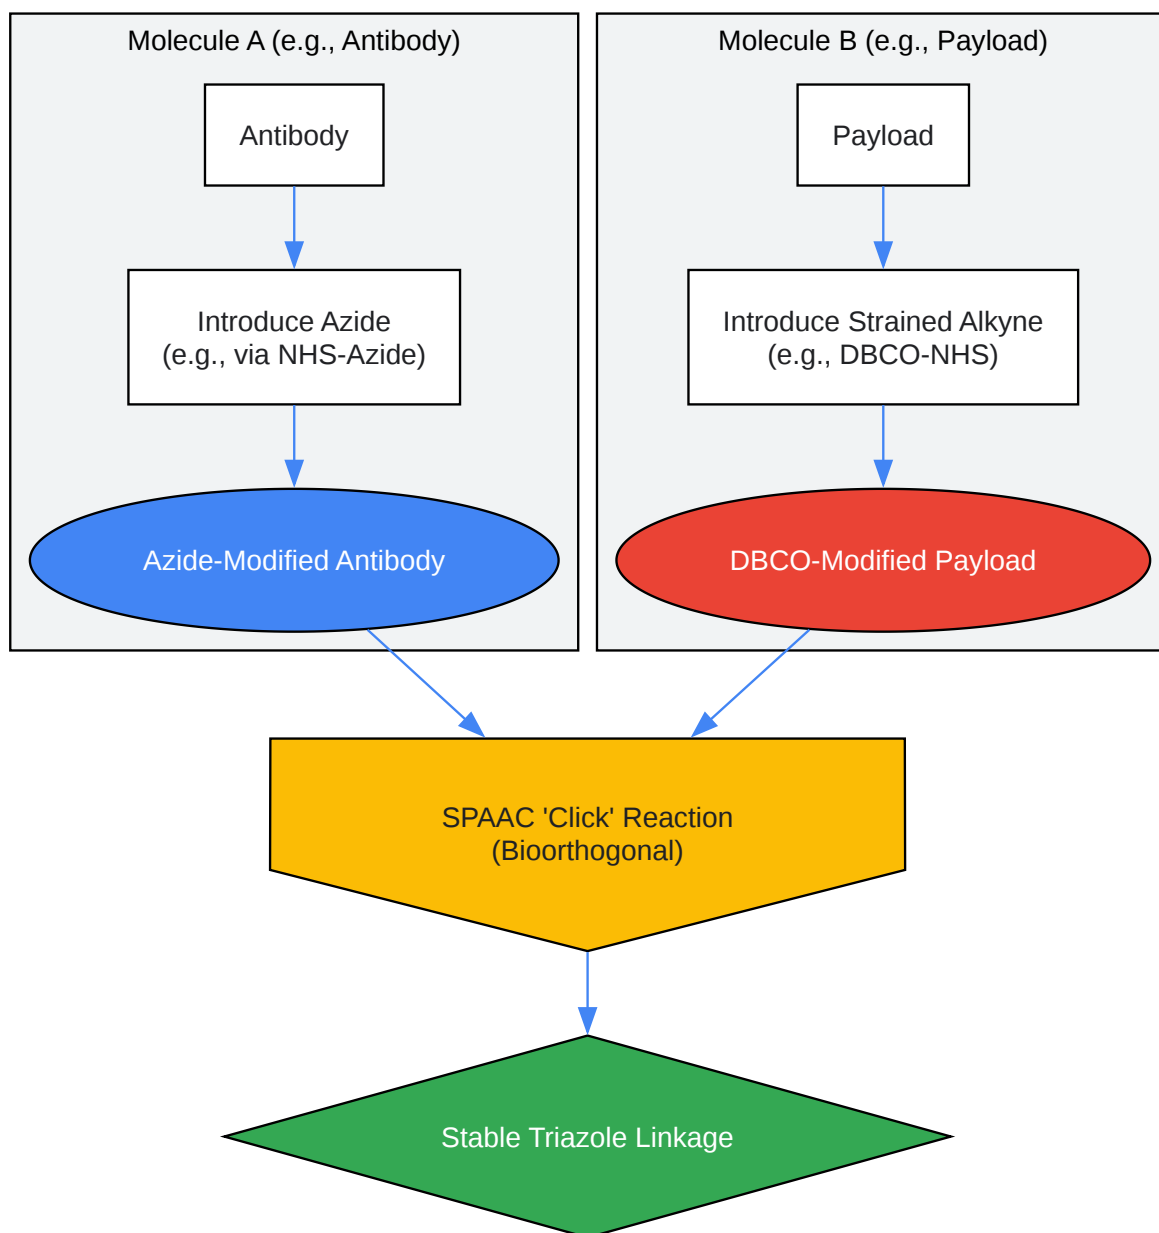 Molecule A (e.g., Antibody)
Antibody
Introduce Azide
(e.g., via NHS-Azide)
Azide-Modified Antibody
Molecule B (e.g., Payload)
Payload
Introduce Strained Alkyne
(e.g., DBCO-NHS)
DBCO-Modified Payload
SPAAC 'Click' Reaction
(Bioorthogonal)
Stable Triazole Linkage